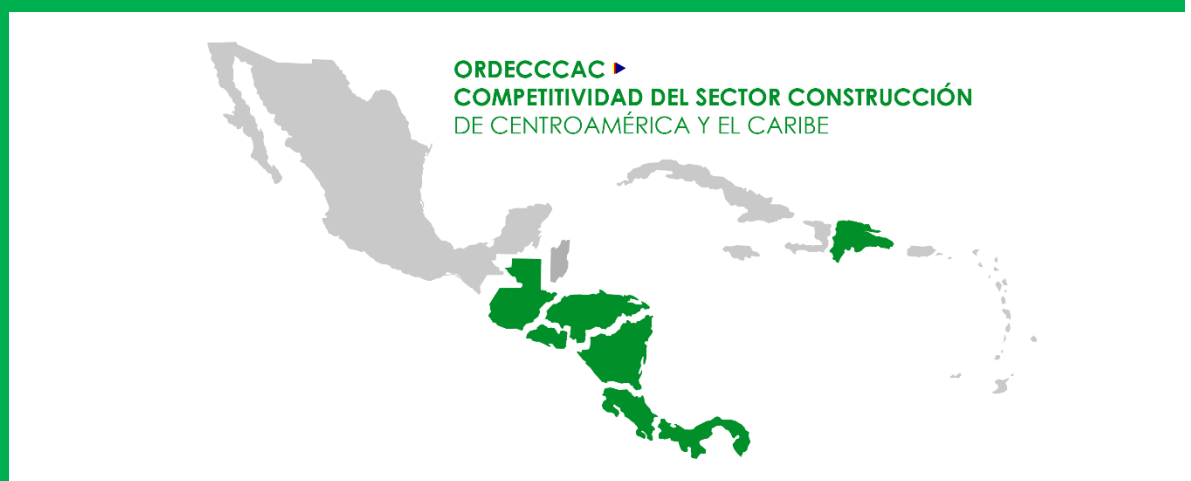 ORDECCCAC
COMPETITIVIDAD DEL SECTOR CONSTRUCCIÓN
DE CENTROAMÉRICA Y EL CARIBE